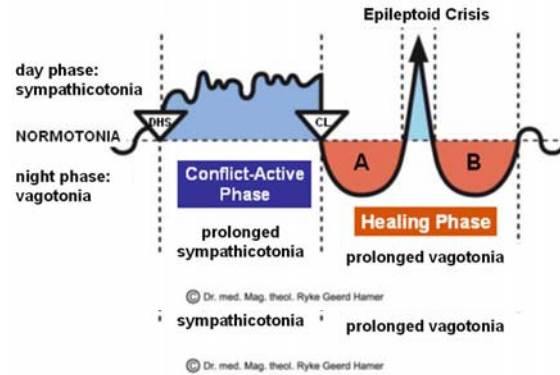 Epileptoid Crisis
day phase:
sympathicotonia
DHS
CL
NORMOTONIA
night phase:
vagotonia
A
B
Conflict-Active
Phase
Healing Phase
prolonged
sympathicotonia
prolonged vagotonia
© Dr. med. Mag. theol. Ryke Geerd Hamer
sympathicotonia
prolonged vagotonia
© Dr. med. Mag. theol. Ryke Geerd Hamer